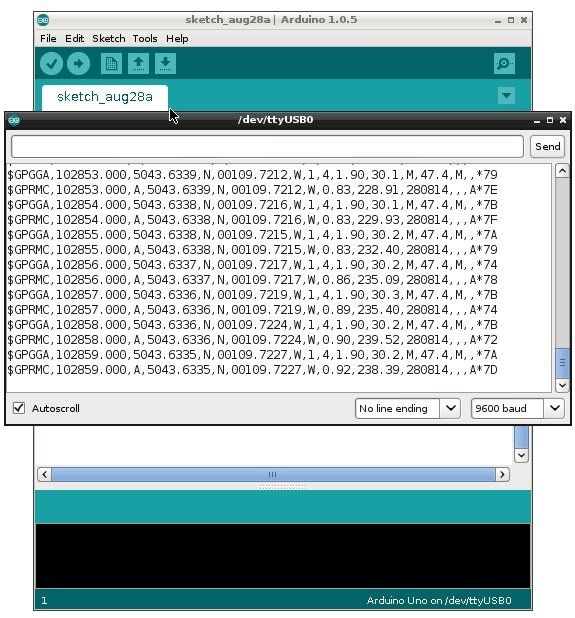 sketch_aug28a | Arduino 1.0.5
File Edit Sketch Tools Help
sketch_aug28a
/dev/ttyUSB0
Send
$GPGGA,102853.000,5043.6339,N,00109.7212,W,1,4,1.90,30.1,M,47.4,M,,*79
$GPRMC,102853.000,A,5043.6339,N,00109.7212,W,0.83,228.91,280814,,,A*7E
$GPGGA,102854.000,5043.6338,N,00109.7216,W,1,4,1.90,30.1,M,47.4,M,,*7B
$GPRMC,102854.000,A,5043.6338,N,00109.7216,W,0.83,229.93,280814,,,A*7F
$GPGGA,102855.000,5043.6338,N,00109.7215,W,1,4,1.90,30.2,M,47.4,M,,*7A
$GPRMC,102855.000,A,5043.6338,N,00109.7215,W,0.83,232.40,280814,,,A*79
$GPGGA,102856.000,5043.6337,N,00109.7217,W,1,4,1.90,30.2,M,47.4,M,,*74
$GPRMC,102856.000,A,5043.6337,N,00109.7217,W,0.86,235.09,280814,,,A*78
$GPGGA,102857.000,5043.6336,N,00109.7219,W,1,4,1.90,30.3,M,47.4,M,,*7B
$GPRMC,102857.000,A,5043.6336,N,00109.7219,W,0.89,235.40,280814,,,A*74
$GPGGA,102858.000,5043.6336,N,00109.7224,W,1,4,1.90,30.2,M,47.4,M,,*7B
$GPRMC,102858.000,A,5043.6336,N,00109.7224,W,0.90,239.52,280814,,,A*72
$GPGGA,102859.000,5043.6335,N,00109.7227,W,1,4,1.90,30.2,M,47.4,M,,*7A
$GPRMC,102859.000,A,5043.6335,N,00109.7227,W,0.92,238.39,280814,,,A*7D
Autoscroll
No line ending
9600 baud
1
Arduino Uno on /dev/ttyUSB0